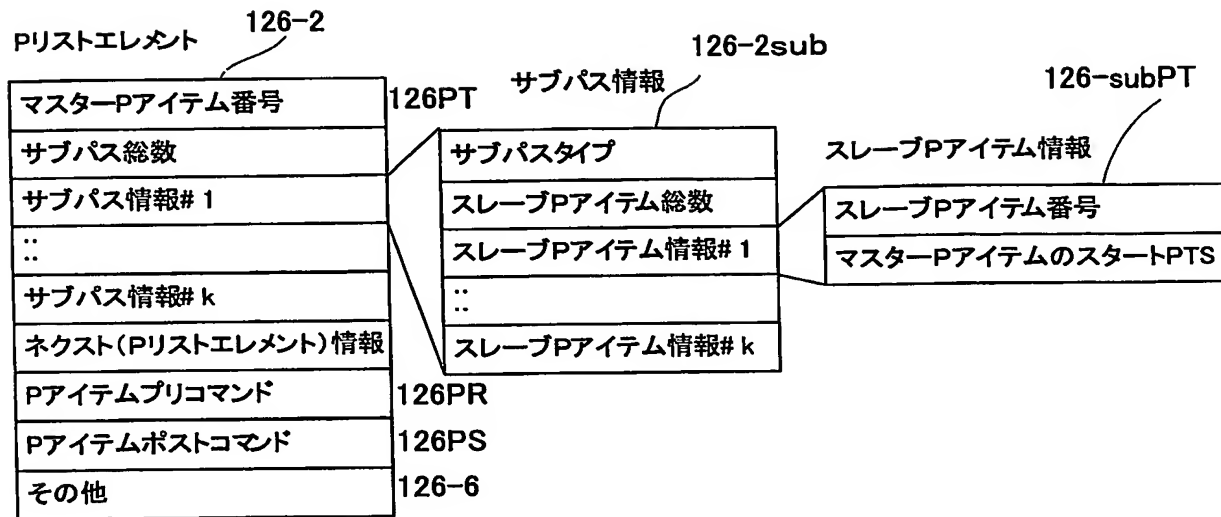 Pリストエレメント
126-2
マスターPアイテム番号
126PT
サブパス総数
サブパス情報#1
::
サブパス情報#k
ネクスト(Pリストエレメント)情報
Pアイテムプリコマンド
126PR
Pアイテムポストコマンド
126PS
その他
126-6
サブパス情報
126-2sub
サブパスタイプ
スレーブPアイテム総数
スレーブPアイテム情報#1
::
スレーブPアイテム情報#k
126-subPT
スレーブPアイテム情報
スレーブPアイテム番号
マスターPアイテムのスタートPTS